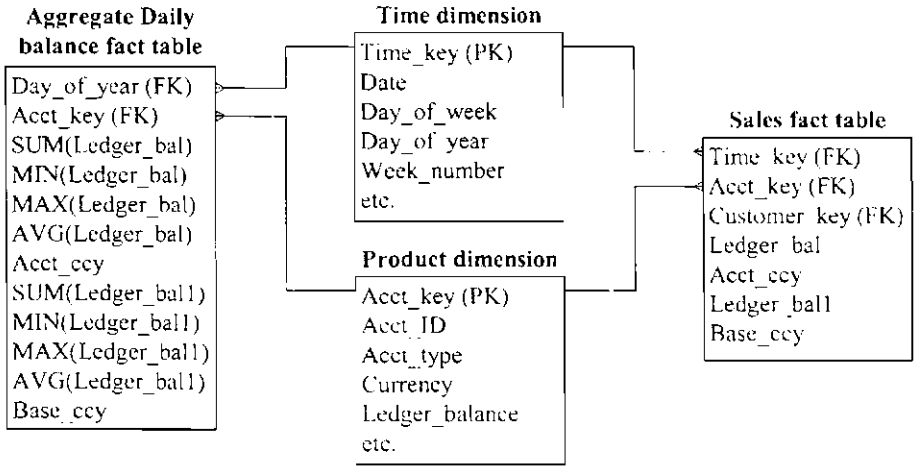 Aggregate Daily
balance fact table
Day_of_year (FK)
Acct_key (FK)
SUM(Ledger_bal)
MIN(Ledger_bal)
MAX(Ledger_bal)
AVG(Ledger_bal)
Acct_ccy
SUM(Ledger_bal1)
MIN(Ledger_bal1)
MAX(Ledger_bal1)
AVG(Ledger_bal1)
Base_ccy
Time dimension
Time_key (PK)
Date
Day_of_week
Day_of_year
Week_number
etc.
Product dimension
Acct_key (PK)
Acct_ID
Acct_type
Currency
Ledger_balance
etc.
Sales fact table
Time_key (FK)
Acct_key (FK)
Customer_key (FK)
Ledger_bal
Acct_ccy
Ledger_bal1
Base_ccy